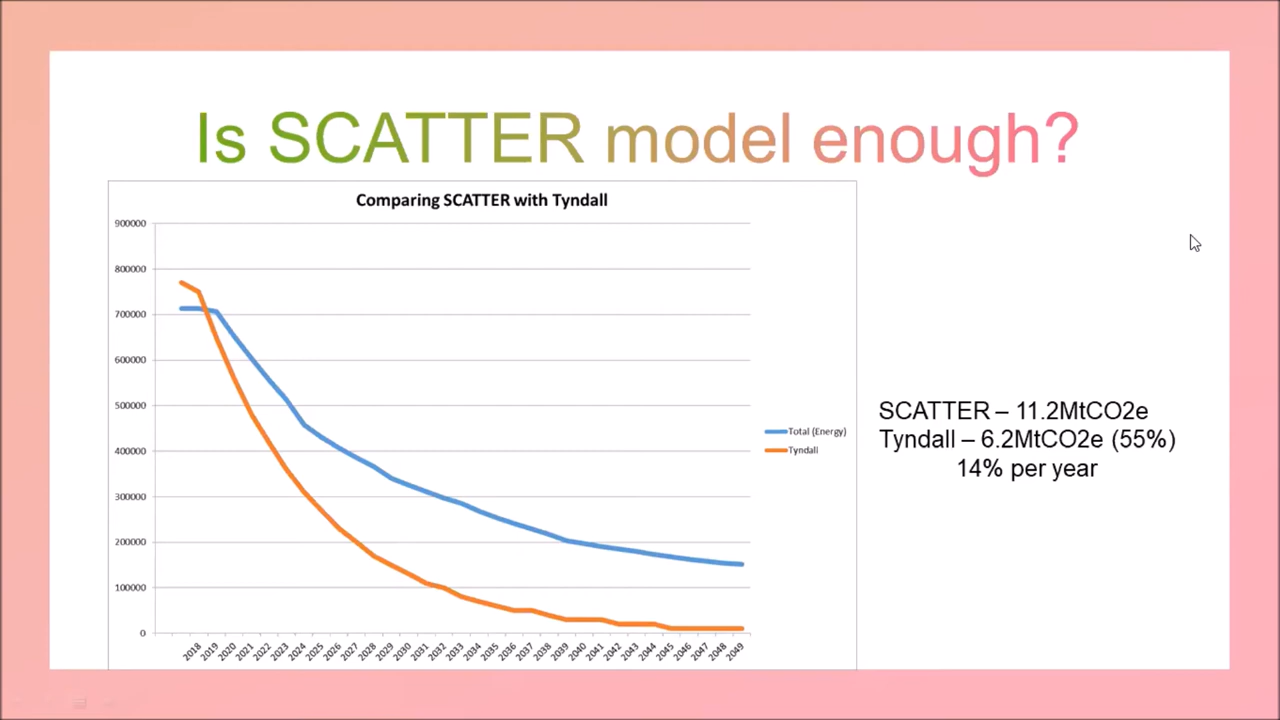 Is SCATTER model enough?
Comparing SCATTER with Tyndall
900000
800000
700000
600000
500000
400000
300000
200000
100000
0
2018 2019 2020 2021 2022 2023 2024 2025 2026 2027 2028 2029 2030 2031 2032 2033 2034 2035 2036 2037 2038 2039 2040 2041 2042 2043 2044 2045 2046 2047 2048 2049
Total (Energy)
Tyndall
SCATTER – 11.2MtCO2e
Tyndall – 6.2MtCO2e (55%)
14% per year